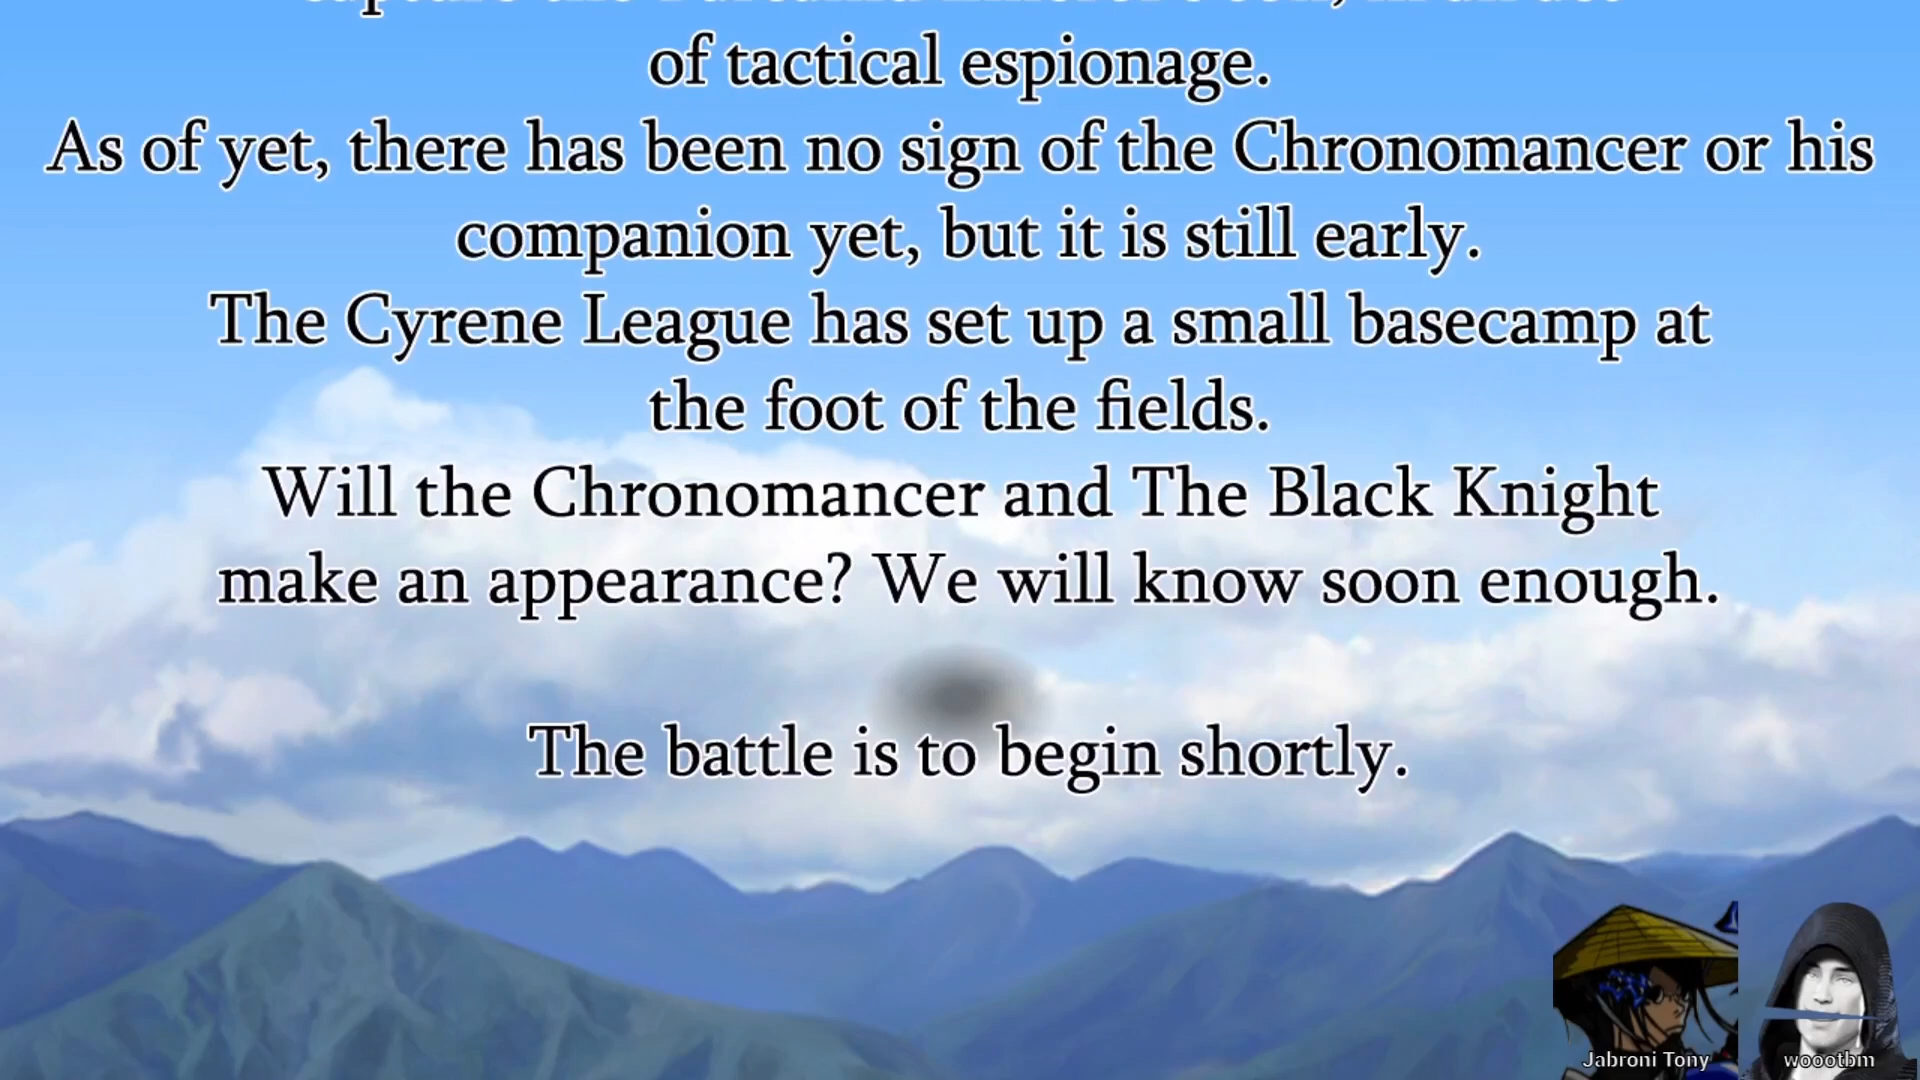 capture the
of tactical espionage.
As of yet, there has been no sign of the Chronomancer or his
companion yet, but it is still early.
The Cyrene League has set up a small basecamp at
the foot of the fields.
Will the Chronomancer and The Black Knight
make an appearance? We will know soon enough.
The battle is to begin shortly.
Jabroni Tony
woootbm